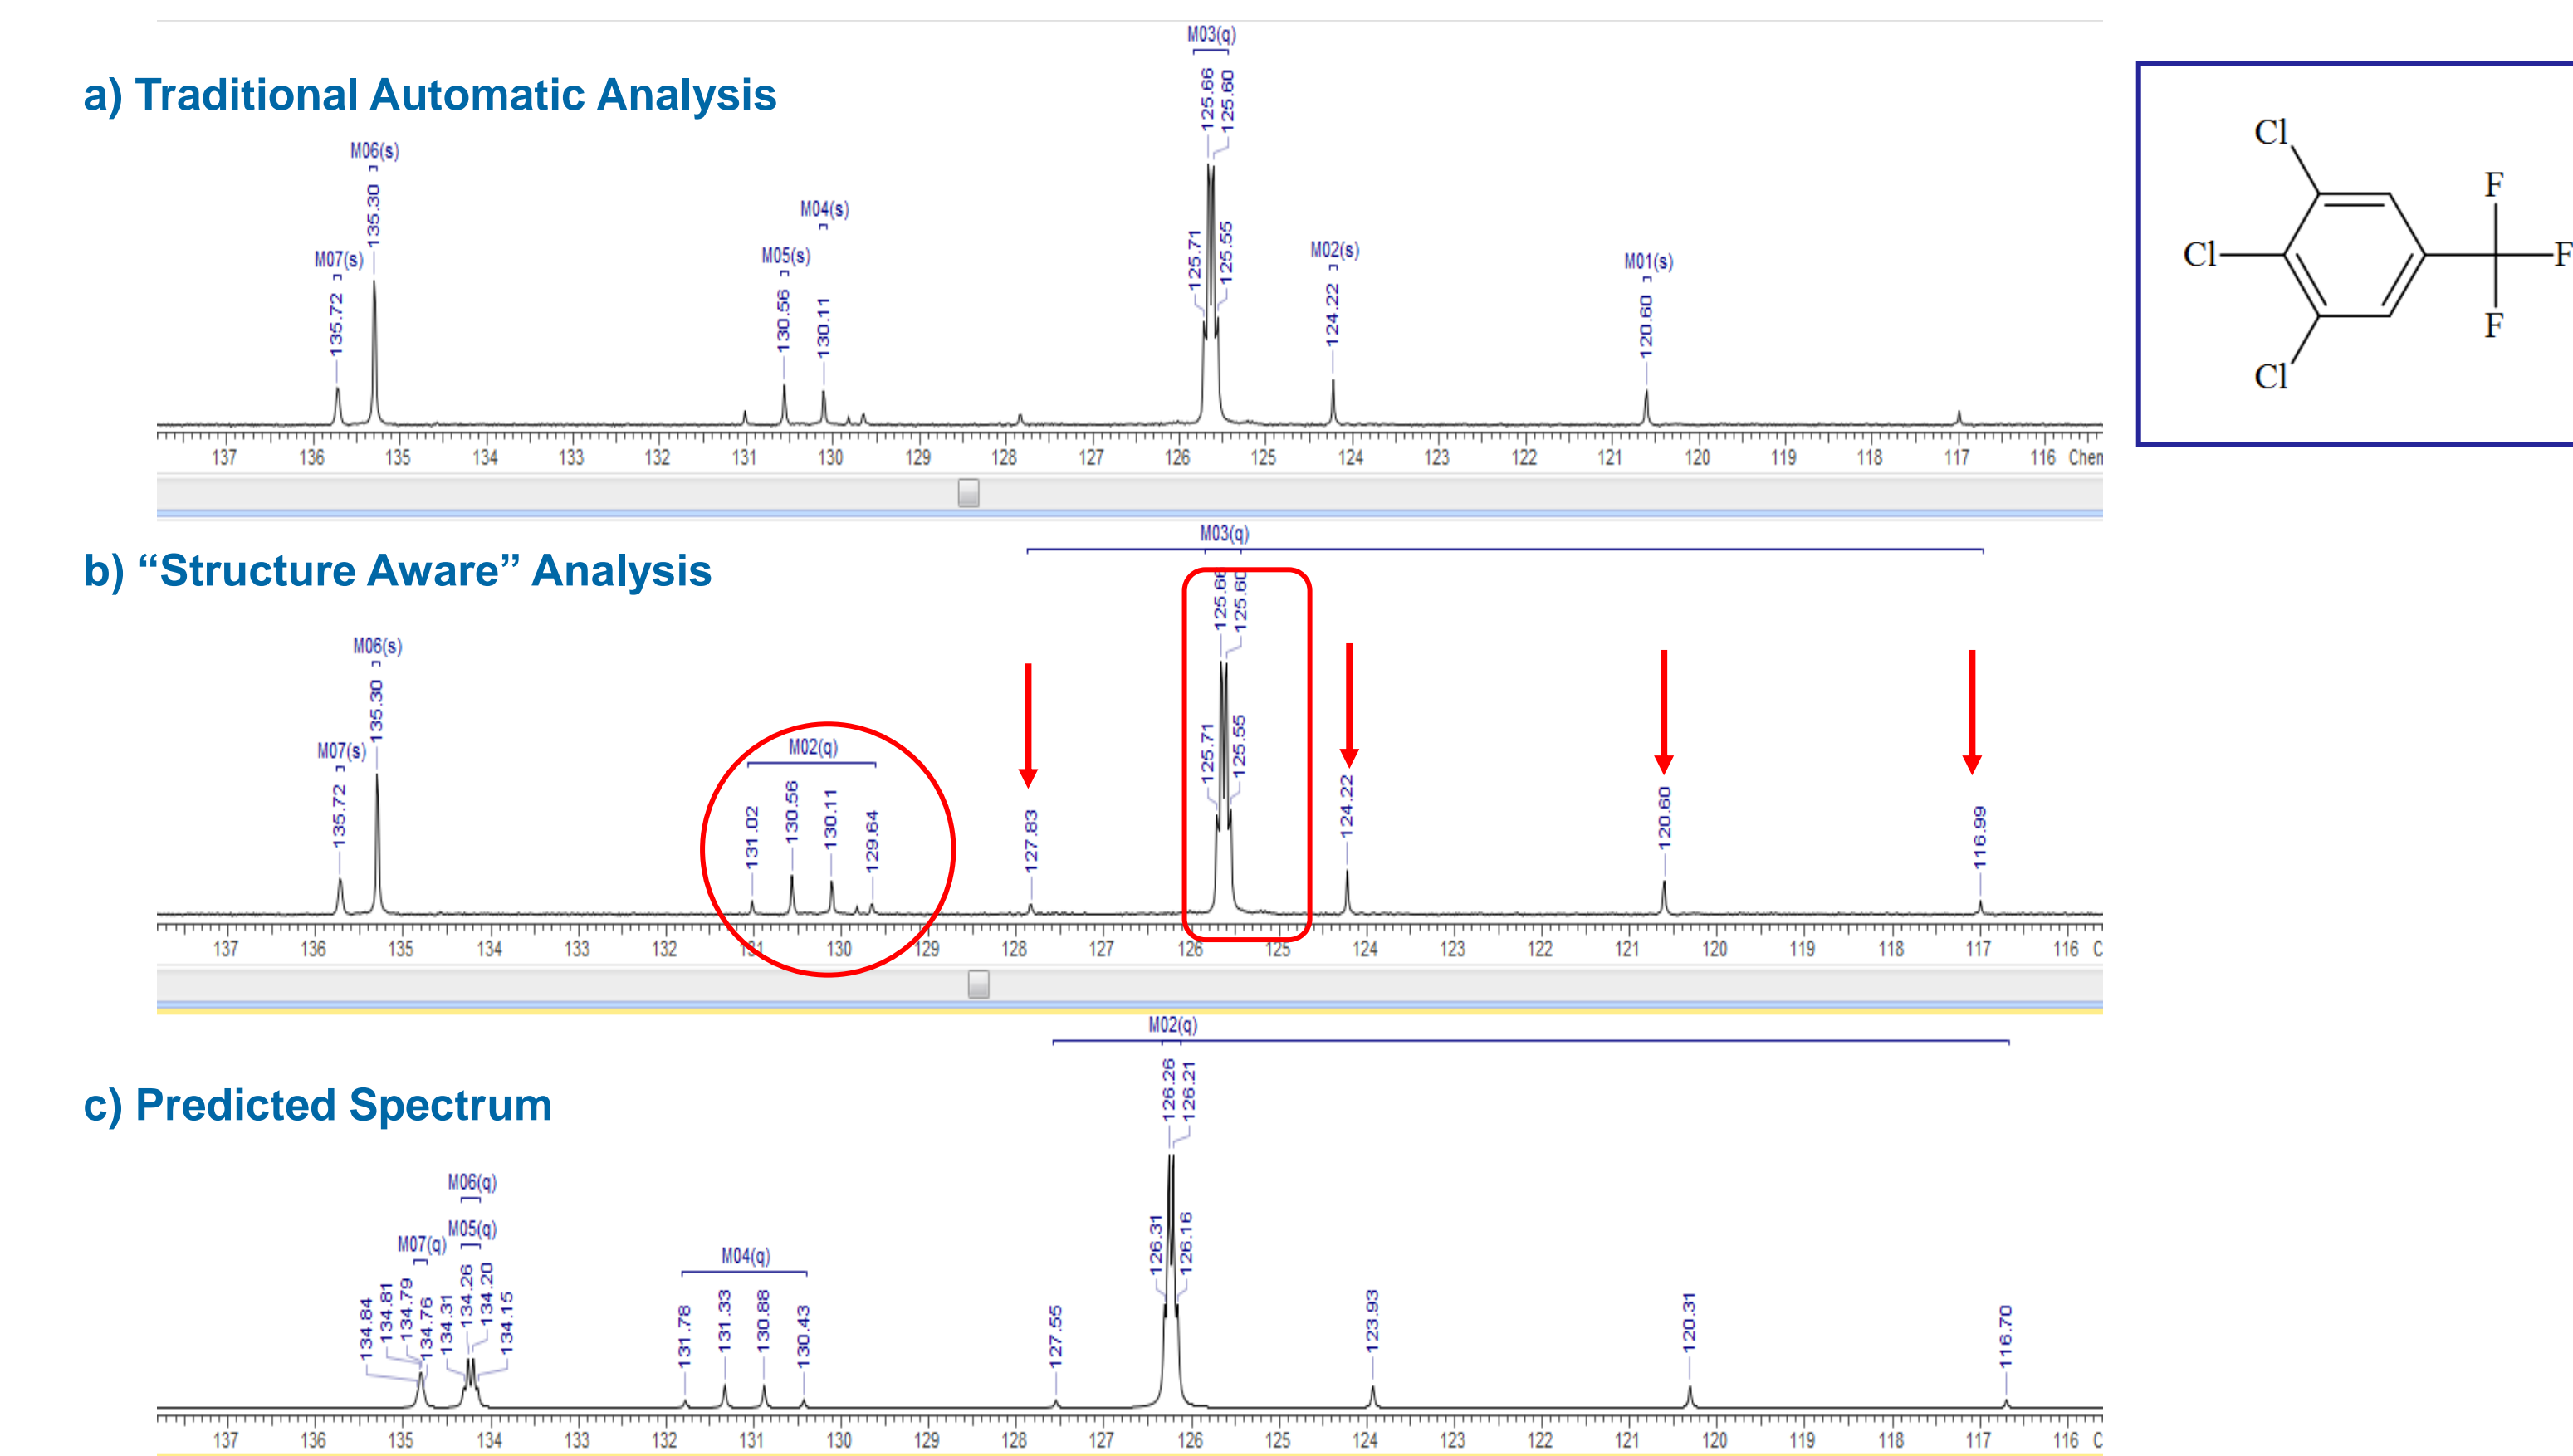 a) Traditional Automatic Analysis
M07(s)
135.72
M06(s)
135.30
M05(s)
130.56
M04(s)
130.11
M03(q)
125.71
125.66
125.60
125.55
M02(s)
124.22
M01(s)
120.60
137 136 135 134 133 132 131 130 129 128 127 126 125 124 123 122 121 120 119 118 117 116 Chem
Cl
Cl
Cl
F
F
F
b) “Structure Aware” Analysis
M07(s)
135.72
M06(s)
135.30
M02(q)
131.02
130.56
130.11
129.64
127.83
M03(q)
125.71
125.66
125.60
125.55
124.22
120.60
116.99
137 136 135 134 133 132 131 130 129 128 127 126 125 124 123 122 121 120 119 118 117 116 C
c) Predicted Spectrum
M07(q)
134.84
134.81
134.79
134.76
M06(q)
M05(q)
134.31
134.26
134.20
134.15
M04(q)
131.78
131.33
130.88
130.43
127.55
M02(q)
126.31
126.26
126.21
126.16
123.93
120.31
116.70
137 136 135 134 133 132 131 130 129 128 127 126 125 124 123 122 121 120 119 118 117 116 C